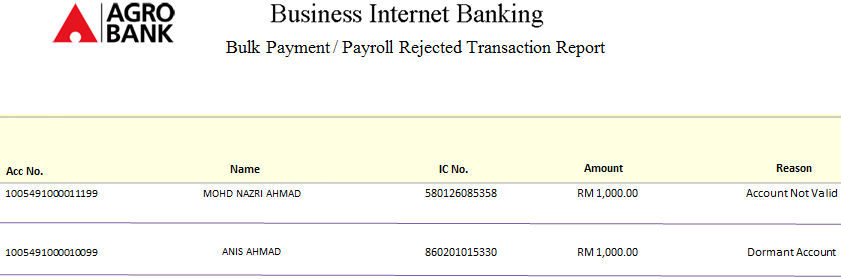 AGRO
BANK
Business Internet Banking
Bulk Payment / Payroll Rejected Transaction Report
Acc No. Name IC No. Amount Reason
1005491000011199 MOHD NAZRI AHMAD 580126085358 RM 1,000.00 Account Not Valid
1005491000010099 ANIS AHMAD 860201015330 RM 1,000.00 Dormant Account